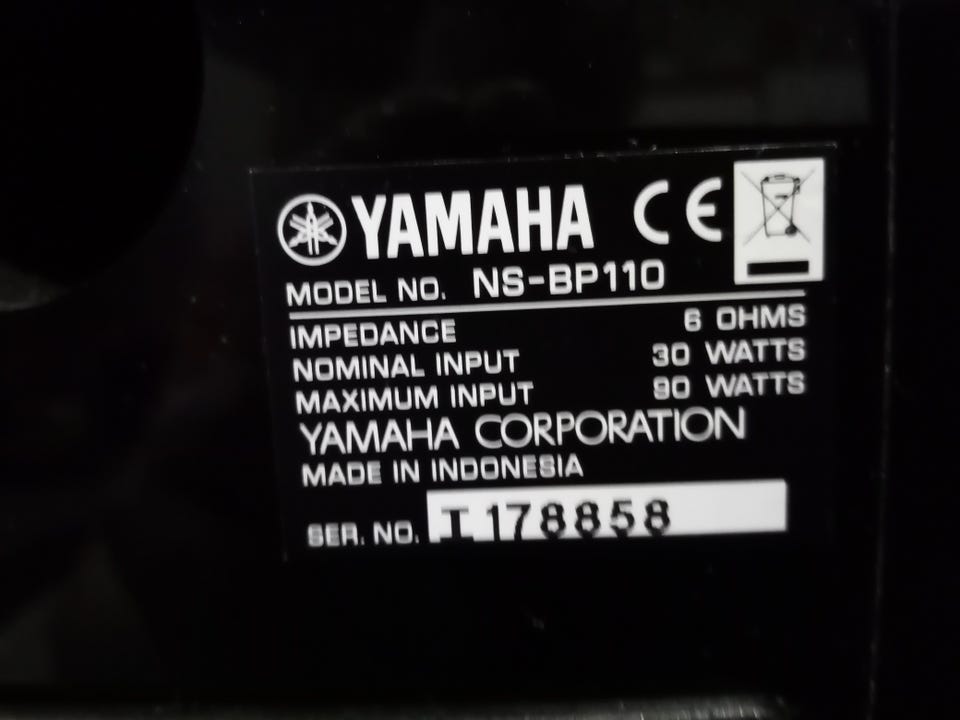 YAMAHA CE
MODEL NO. NS-BP110
IMPEDANCE 6 OHMS
NOMINAL INPUT 30 WATTS
MAXIMUM INPUT 90 WATTS
YAMAHA CORPORATION
MADE IN INDONESIA
SER. NO. I 178858